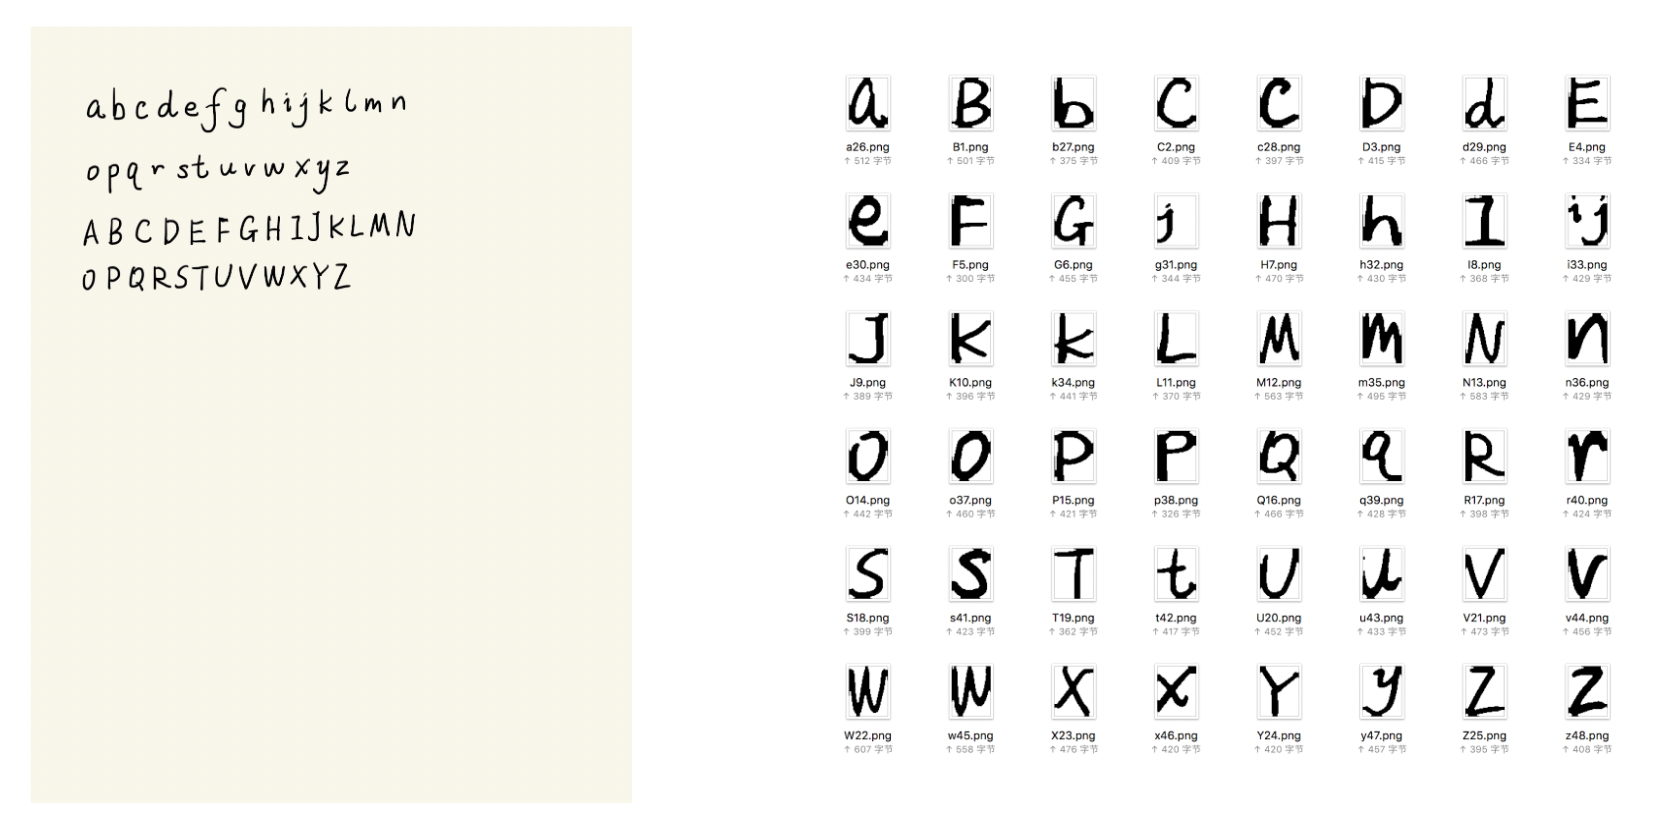 a b c d e f g h i j k l m n
o p q r s t u v w x y z
A B C D E F G H I J K L M N
O P Q R S T U V W X Y Z
a B b C C D d E
a26.png B1.png b27.png C2.png c28.png D3.png d29.png E4.png
↑ 512 字节 ↑ 501 字节 ↑ 375 字节 ↑ 409 字节 ↑ 397 字节 ↑ 415 字节 ↑ 466 字节 ↑ 334 字节
e F G j H h I ij
e30.png F5.png G6.png g31.png H7.png h32.png I8.png i33.png
↑ 434 字节 ↑ 300 字节 ↑ 455 字节 ↑ 344 字节 ↑ 470 字节 ↑ 430 字节 ↑ 368 字节 ↑ 429 字节
J K k L M m N n
J9.png K10.png k34.png L11.png M12.png m35.png N13.png n36.png
↑ 389 字节 ↑ 396 字节 ↑ 441 字节 ↑ 370 字节 ↑ 563 字节 ↑ 495 字节 ↑ 583 字节 ↑ 429 字节
O o P P Q q R r
O14.png o37.png P15.png p38.png Q16.png q39.png R17.png r40.png
↑ 442 字节 ↑ 460 字节 ↑ 421 字节 ↑ 326 字节 ↑ 466 字节 ↑ 428 字节 ↑ 398 字节 ↑ 424 字节
S s T t U u V v
S18.png s41.png T19.png t42.png U20.png u43.png V21.png v44.png
↑ 399 字节 ↑ 423 字节 ↑ 362 字节 ↑ 417 字节 ↑ 452 字节 ↑ 433 字节 ↑ 473 字节 ↑ 456 字节
W w X x Y y Z z
W22.png w45.png X23.png x46.png Y24.png y47.png Z25.png z48.png
↑ 607 字节 ↑ 558 字节 ↑ 476 字节 ↑ 420 字节 ↑ 420 字节 ↑ 457 字节 ↑ 395 字节 ↑ 408 字节